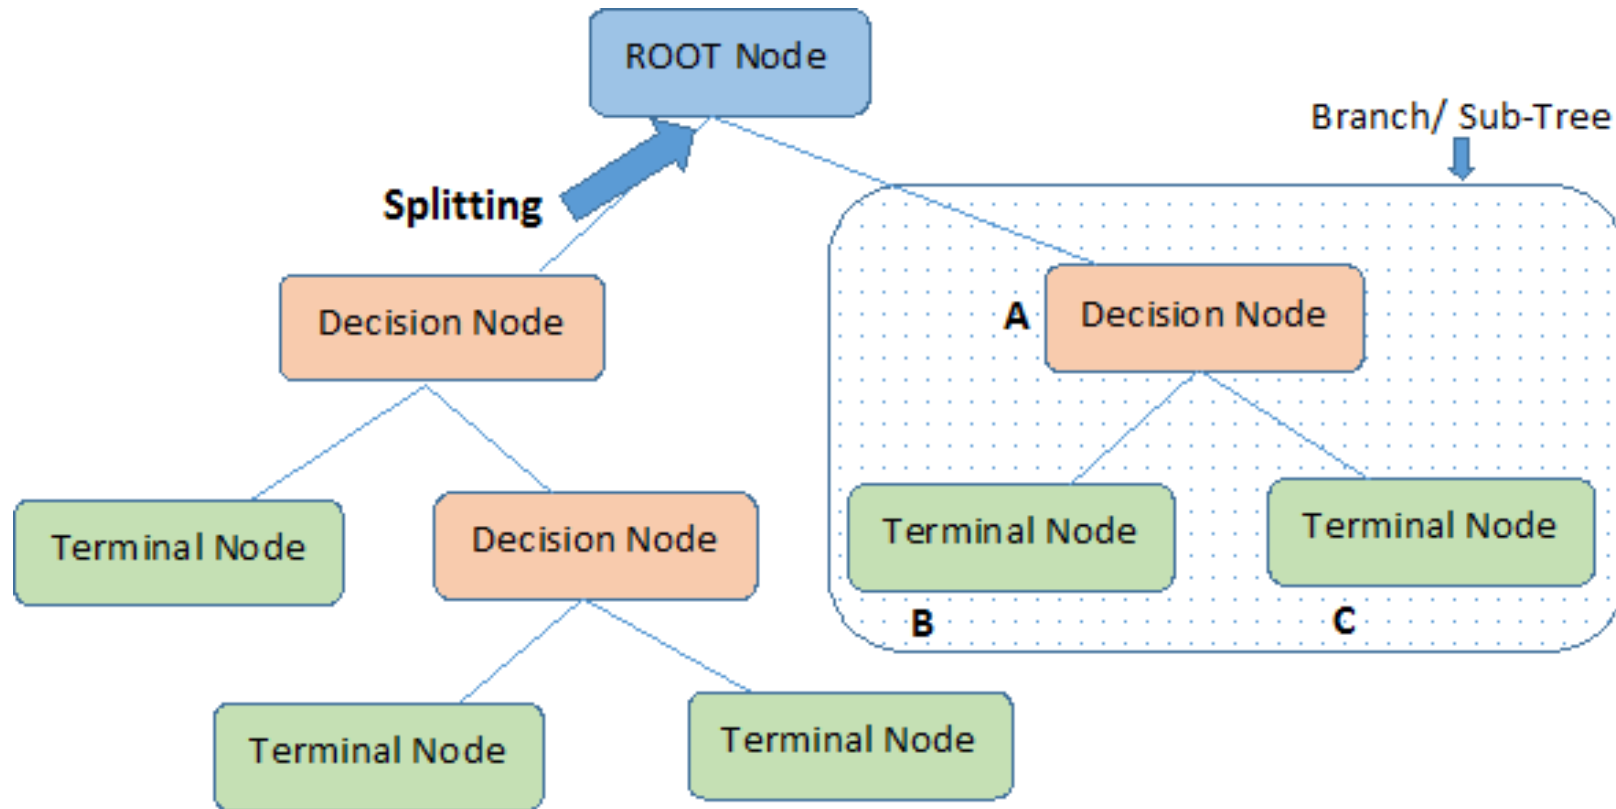 ROOT Node
Branch/ Sub-Tree
Splitting
Decision Node
A
Decision Node
Terminal Node
Decision Node
Terminal Node
Terminal Node
B
C
Terminal Node
Terminal Node